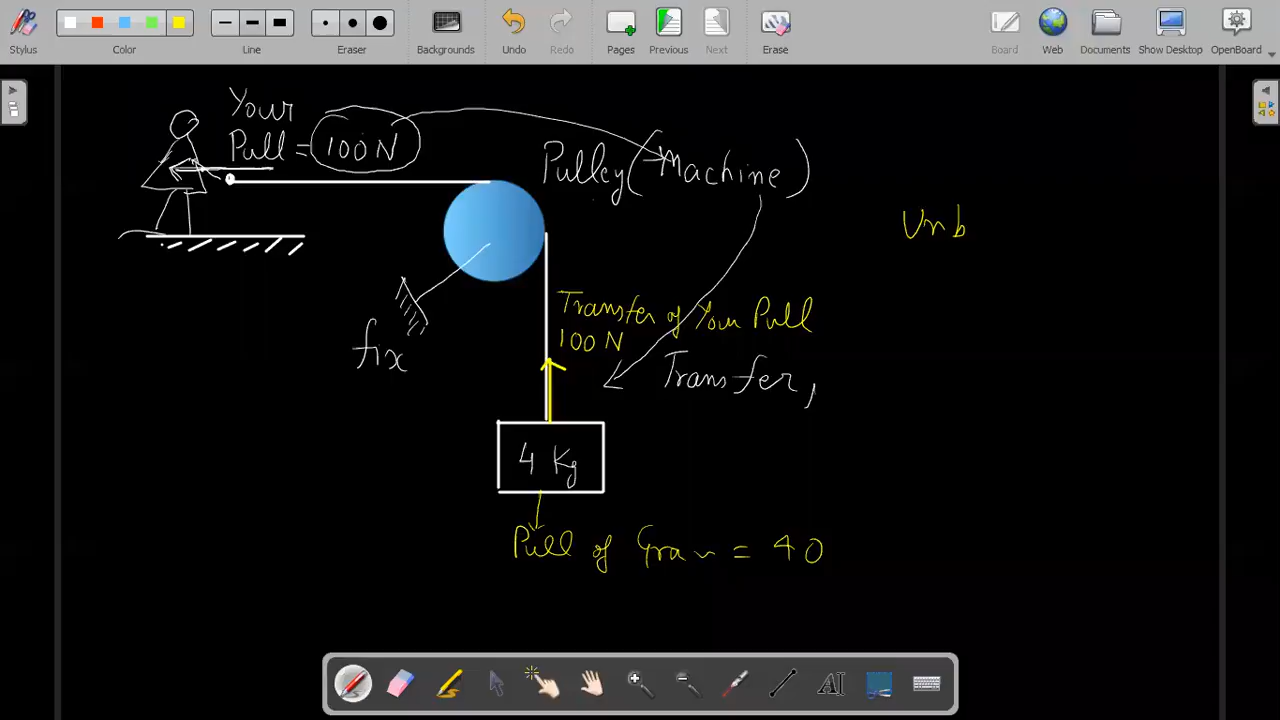 Stylus
Color
Line
Eraser
Backgrounds
Undo
Redo
Pages
Previous
Next
Erase
Board
Web
Documents
Show Desktop
OpenBoard
Your
Pull = 100 N
Pulley (Machine)
Unb
Transfer of Your Pull
100 N
fix
Transfer,
4 Kg
Pull of Grav = 40
AI